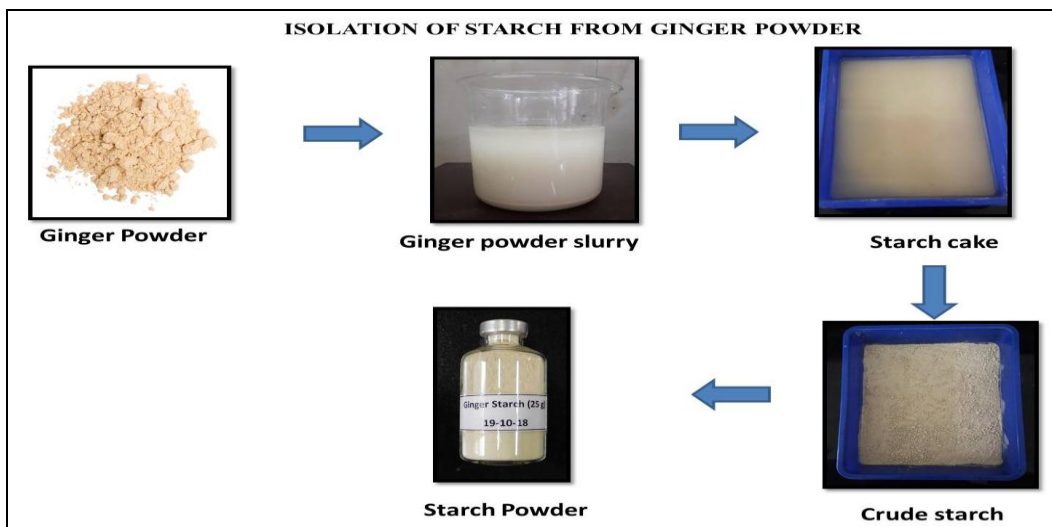 ISOLATION OF STARCH FROM GINGER POWDER
Ginger Powder
Ginger powder slurry
Starch cake
Ginger Starch (25 g)
19-10-18
Starch Powder
Crude starch